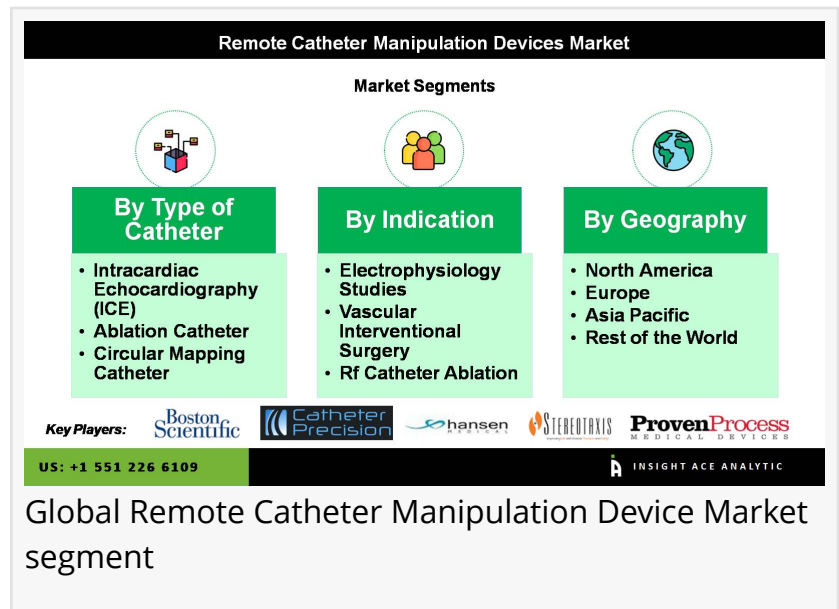 Remote Catheter Manipulation Devices Market
Market Segments
By Type of
Catheter
• Intracardiac
Echocardiography
(ICE)
• Ablation Catheter
• Circular Mapping
Catheter
By Indication
• Electrophysiology
Studies
• Vascular
Interventional
Surgery
• Rf Catheter Ablation
By Geography
• North America
• Europe
• Asia Pacific
• Rest of the World
Key Players:
Boston
Scientific
Catheter
Precision
hansen
MEDICAL
STEREOTAXIS
ProvenProcess
MEDICAL DEVICES
US: +1 551 226 6109
INSIGHT ACE ANALYTIC
Global Remote Catheter Manipulation Device Market
segment